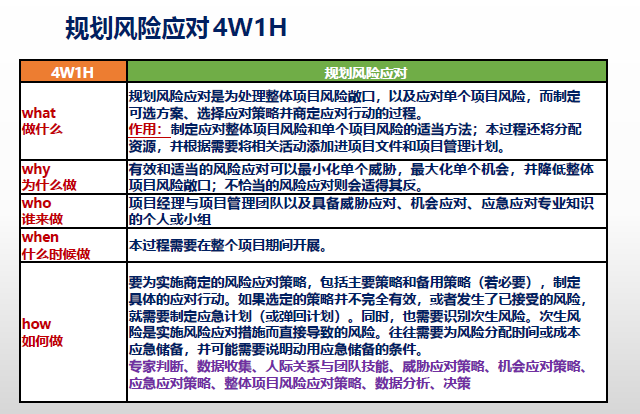 规划风险应对 4W1H
4W1H
规划风险应对
what
做什么
规划风险应对是为处理整体项目风险敞口，以及应对单个项目风险，而制定
可选方案、选择应对策略并商定应对行动的过程。
作用：制定应对整体项目风险和单个项目风险的适当方法；本过程还将分配
资源，并根据需要将相关活动添加进项目文件和项目管理计划。
why
为什么做
有效和适当的风险应对可以最小化单个威胁，最大化单个机会，并降低整体
项目风险敞口；不恰当的风险应对则会适得其反。
who
谁来做
项目经理与项目管理团队以及具备威胁应对、机会应对、应急应对专业知识
的个人或小组
when
什么时候做
本过程需要在整个项目期间开展。
how
如何做
要为实施商定的风险应对策略，包括主要策略和备用策略（若必要），制定
具体的应对行动。如果选定的策略并不完全有效，或者发生了已接受的风险，
就需要制定应急计划（或弹回计划）。同时，也需要识别次生风险。次生风
险是实施风险应对措施而直接导致的风险。往往需要为风险分配时间或成本
应急储备，并可能需要说明动用应急储备的条件。
专家判断、数据收集、人际关系与团队技能、威胁应对策略、机会应对策略、
应急应对策略、整体项目风险应对策略、数据分析、决策